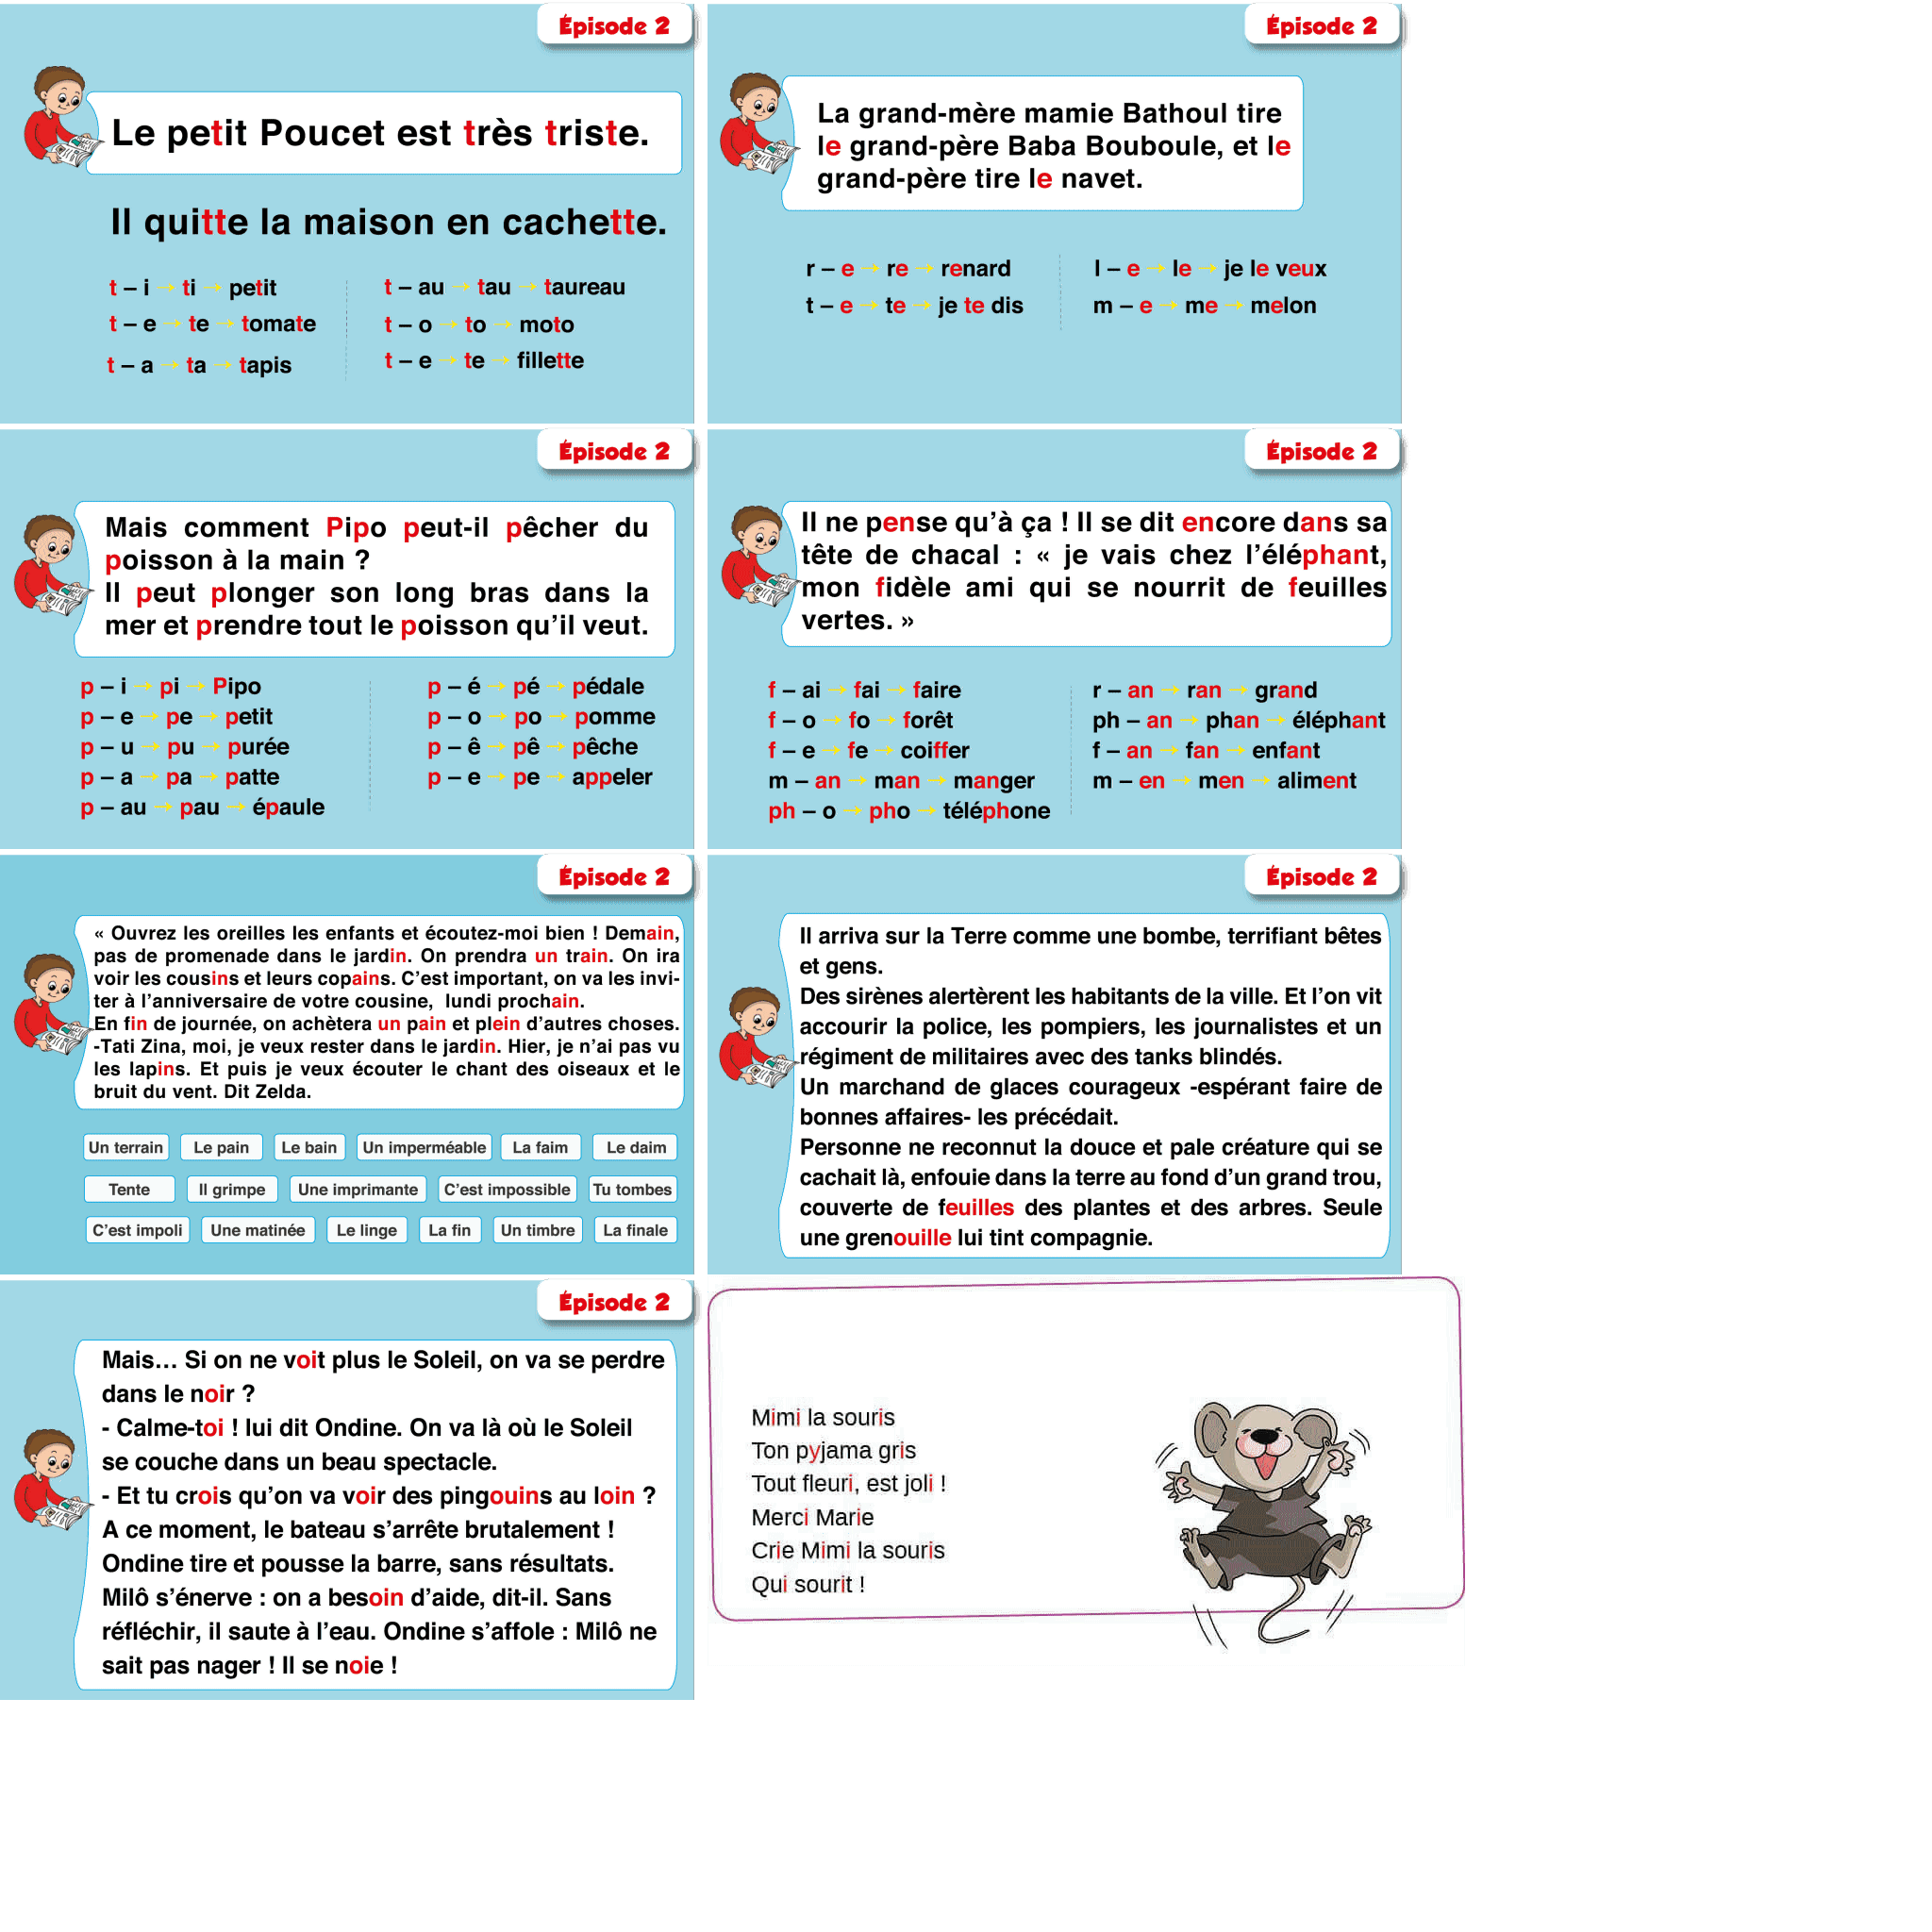 Épisode 2
Le petit Poucet est très triste.
Il quitte la maison en cachette.
t – i → ti → petit
t – e → te → tomate
t – a → ta → tapis
t – au → tau → taureau
t – o → to → moto
t – e → te → fillette
Épisode 2
La grand-mère mamie Bathoul tire
le grand-père Baba Bouboule, et le
grand-père tire le navet.
r – e → re → renard
t – e → te → je te dis
l – e → le → je le veux
m – e → me → melon
Épisode 2
Mais comment Pipo peut-il pêcher du
poisson à la main ?
Il peut plonger son long bras dans la
mer et prendre tout le poisson qu’il veut.
p – i → pi → Pipo
p – e → pe → petit
p – u → pu → purée
p – a → pa → patte
p – au → pau → épaule
p – é → pé → pédale
p – o → po → pomme
p – ê → pê → pêche
p – e → pe → appeler
Épisode 2
Il ne pense qu’à ça ! Il se dit encore dans sa
tête de chacal : « je vais chez l’éléphant,
mon fidèle ami qui se nourrit de feuilles
vertes. »
f – ai → fai → faire
f – o → fo → forêt
f – e → fe → coiffer
m – an → man → manger
ph – o → pho → téléphone
r – an → ran → grand
ph – an → phan → éléphant
f – an → fan → enfant
m – en → men → aliment
Épisode 2
« Ouvrez les oreilles les enfants et écoutez-moi bien ! Demain,
pas de promenade dans le jardin. On prendra un train. On ira
voir les cousins et leurs copains. C’est important, on va les invi-
ter à l’anniversaire de votre cousine, lundi prochain.
En fin de journée, on achètera un pain et plein d’autres choses.
-Tati Zina, moi, je veux rester dans le jardin. Hier, je n’ai pas vu
les lapins. Et puis je veux écouter le chant des oiseaux et le
bruit du vent. Dit Zelda.
Un terrain Le pain Le bain Un imperméable La faim Le daim
Tente Il grimpe Une imprimante C’est impossible Tu tombes
C’est impoli Une matinée Le linge La fin Un timbre La finale
Épisode 2
Il arriva sur la Terre comme une bombe, terrifiant bêtes
et gens.
Des sirènes alertèrent les habitants de la ville. Et l’on vit
accourir la police, les pompiers, les journalistes et un
régiment de militaires avec des tanks blindés.
Un marchand de glaces courageux -espérant faire de
bonnes affaires- les précédait.
Personne ne reconnut la douce et pale créature qui se
cachait là, enfouie dans la terre au fond d’un grand trou,
couverte de feuilles des plantes et des arbres. Seule
une grenouille lui tint compagnie.
Épisode 2
Mais… Si on ne voit plus le Soleil, on va se perdre
dans le noir ?
- Calme-toi ! lui dit Ondine. On va là où le Soleil
se couche dans un beau spectacle.
- Et tu crois qu’on va voir des pingouins au loin ?
A ce moment, le bateau s’arrête brutalement !
Ondine tire et pousse la barre, sans résultats.
Milô s’énerve : on a besoin d’aide, dit-il. Sans
réfléchir, il saute à l’eau. Ondine s’affole : Milô ne
sait pas nager ! Il se noie !
Mimi la souris
Ton pyjama gris
Tout fleuri, est joli !
Merci Marie
Crie Mimi la souris
Qui sourit !